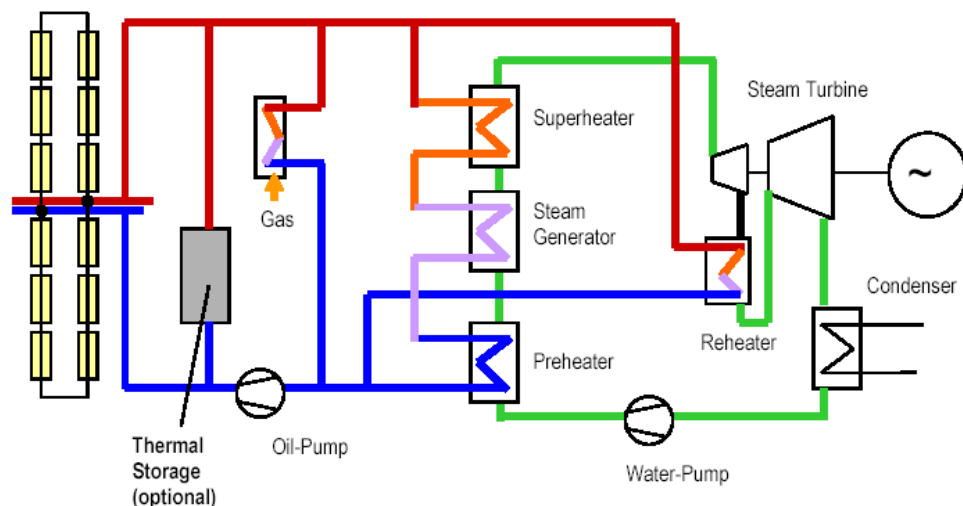 Steam Turbine
Superheater
Gas
Steam
Generator
~
Condenser
Reheater
Preheater
Oil-Pump
Thermal
Storage
(optional)
Water-Pump